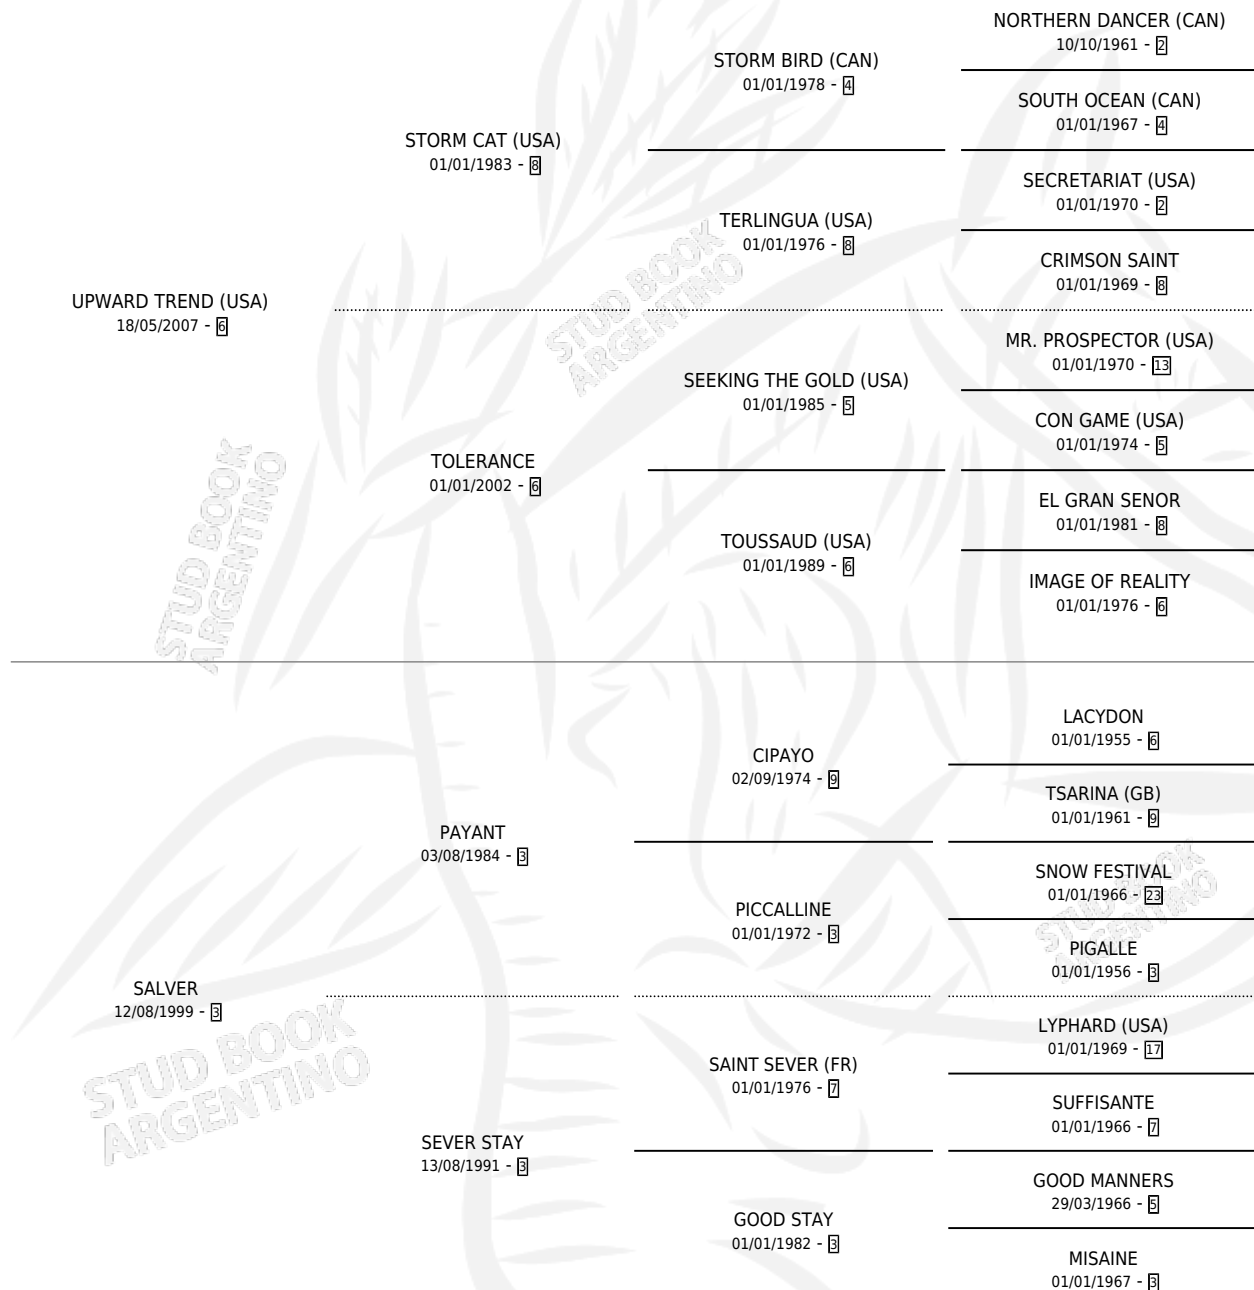 NORTHERN DANCER (CAN)
10/10/1961 - 2
STORM BIRD (CAN)
01/01/1978 - 4
SOUTH OCEAN (CAN)
01/01/1967 - 4
STORM CAT (USA)
01/01/1983 - 8
SECRETARIAT (USA)
01/01/1970 - 2
TERLINGUA (USA)
01/01/1976 - 8
CRIMSON SAINT
01/01/1969 - 8
UPWARD TREND (USA)
18/05/2007 - 6
MR. PROSPECTOR (USA)
01/01/1970 - 13
SEEKING THE GOLD (USA)
01/01/1985 - 5
CON GAME (USA)
01/01/1974 - 5
TOLERANCE
01/01/2002 - 6
EL GRAN SENOR
01/01/1981 - 8
TOUSSAUD (USA)
01/01/1989 - 6
IMAGE OF REALITY
01/01/1976 - 6
LACYDON
01/01/1955 - 6
CIPAYO
02/09/1974 - 9
TSARINA (GB)
01/01/1961 - 9
PAYANT
03/08/1984 - 3
SNOW FESTIVAL
01/01/1966 - 23
PICCALLINE
01/01/1972 - 3
PIGALLE
01/01/1956 - 3
SALVER
12/08/1999 - 3
LYPHARD (USA)
01/01/1969 - 17
SAINT SEVER (FR)
01/01/1976 - 7
SUFFISANTE
01/01/1966 - 7
SEVER STAY
13/08/1991 - 3
GOOD MANNERS
29/03/1966 - 5
GOOD STAY
01/01/1982 - 3
MISAINE
01/01/1967 - 3
STUD BOOK
ARGENTINO
STUD BOOK
ARGENTINO
STUD BOOK
ARGENTINO
STUD BOOK
ARGENTINO